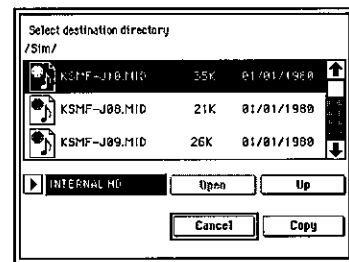 Select destination directory
/Sim/
KSMF-J10.MID 35K 01/01/1980
KSMF-J08.MID 21K 01/01/1980
KSMF-J09.MID 26K 01/01/1980
INTERNAL HD Open Up
Cancel Copy